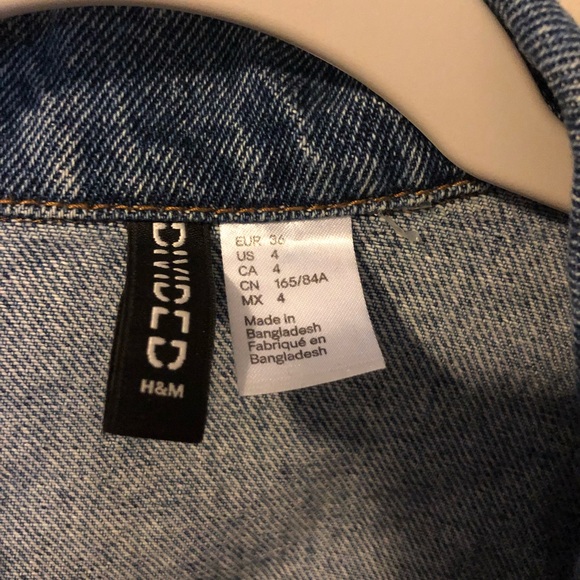 DIVIDED
H&M
EUR 36
US 4
CA 4
CN 165/84A
MX 4
Made in
Bangladesh
Fabriqué en
Bangladesh